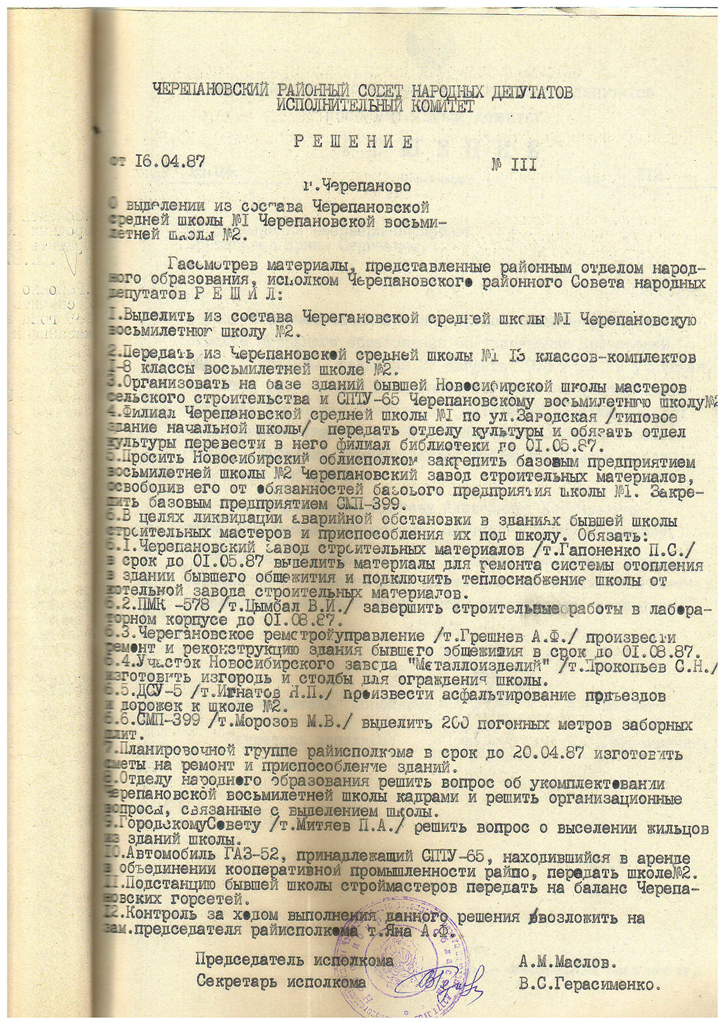 ЧЕРЕПАНОВСКИЙ РАЙОННЫЙ СОВЕТ НАРОДНЫХ ДЕПУТАТОВ
ИСПОЛНИТЕЛЬНЫЙ КОМИТЕТ
Р Е Ш Е Н И Е
от 16.04.87 № III
г.Черепаново
О выделении из состава Черепановской
средней школы №I Черепановской восьми-
летней школы №2.
Рассмотрев материалы, представленные районным отделом народ-
ного образования, исполком Черепановского районного Совета народных
депутатов Р Е Ш И Л:
1.Выделить из состава Черепановской средней школы №I Черепановскую
восьмилетнюю школу №2.
2.Передать из Черепановской средней школы №1 13 классов-комплектов
I-8 классы восьмилетней школе №2.
3.Организовать на базе зданий бывшей Новосибирской школы мастеров
сельского строительства и СПТУ-65 Черепановскому восьмилетнюю школу№2
4.Филиал Черепановской средней школы №I по ул.Зародская /типовое
здание начальной школы/ передать отделу культуры и обязать отдел
культуры перевести в него филиал библиотеки до 01.05.87.
5.Просить Новосибирский облисполком закрепить базовым предприятием
восьмилетней школы №2 Черепановский завод строительных материалов,
освободив его от обязанностей базового предприятия школы №1. Закре-
пить базовым предприятием СМП-399.
6.В целях ликвидации аварийной обстановки в зданиях бывшей школы
строительных мастеров и приспособления их под школу. Обязать:
6.1.Черепановский завод строительных материалов /т.Гапоненко П.С./
в срок до 01.05.87 выделить материалы для ремонта системы отопления
в здании бывшего общежития и подключить теплоснабжение школы от
котельной завода строительных материалов.
6.2.ПМК -578 /т.Цымбал В.И./ завершить строительные работы в лабора-
торном корпусе до 01.08.87.
6.3.Черепановское ремстройуправление /т.Грешнев А.Ф./ произвести
ремонт и реконструкцию здания бывшего общежития в срок до 01.08.87.
6.4.Участок Новосибирского завода "Металлоизделий" /т.Прокопьев С.Н./
изготовить изгородь и столбы для ограждения школы.
6.5.ДСУ-5 /т.Игнатов Я.П./ произвести асфальтирование подъездов
и дорожек к школе №2.
6.6.СМП-399 /т.Морозов М.В./ выделить 200 погонных метров заборных
плит.
7.Планировочной группе райисполкома в срок до 20.04.87 изготовить
сметы на ремонт и приспособление зданий.
8.Отделу народного образования решить вопрос об укомплектовании
Черепановской восьмилетней школы кадрами и решить организационные
вопросы, связанные с выделением школы.
9.ГородскомуСовету /т.Митяев П.А./ решить вопрос о выселении жильцов
из зданий школы.
10.Автомобиль ГАЗ-52, принадлежащий СПТУ-65, находившийся в аренде
в объединении кооперативной промышленности райпо, передать школе№2.
11.Подстанцию бывшей школы строймастеров передать на баланс Черепа-
новских горсетей.
12.Контроль за ходом выполнения данного решения возложить на
зам.председателя райисполкома т.Яна А.Ф.
Председатель исполкома А.М.Маслов.
Секретарь исполкома В.С.Герасименко.